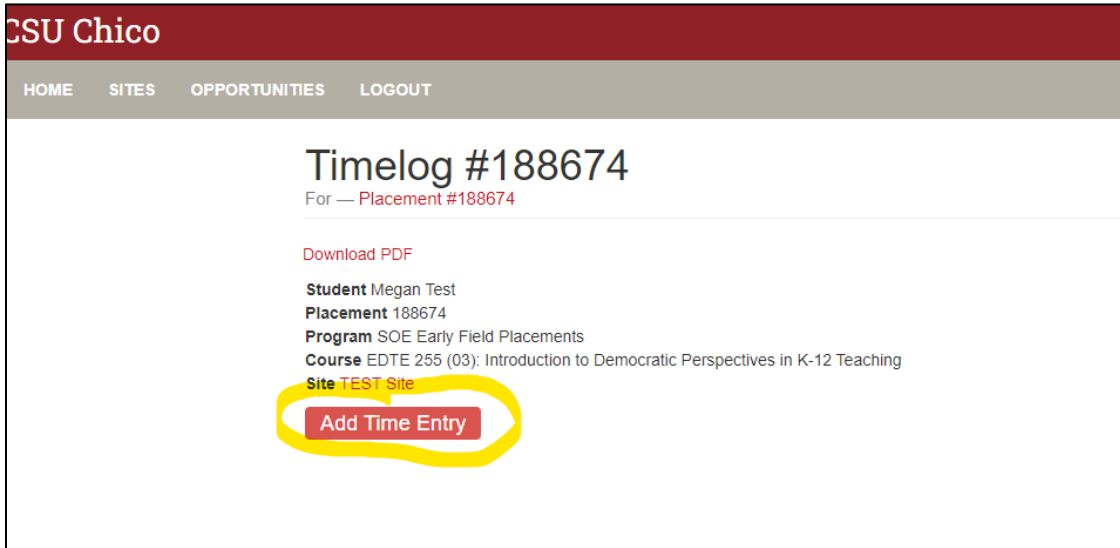 CSU Chico
HOME SITES OPPORTUNITIES LOGOUT
Timelog #188674
For — Placement #188674
Download PDF
Student Megan Test
Placement 188674
Program SOE Early Field Placements
Course EDTE 255 (03): Introduction to Democratic Perspectives in K-12 Teaching
Site TEST Site
Add Time Entry